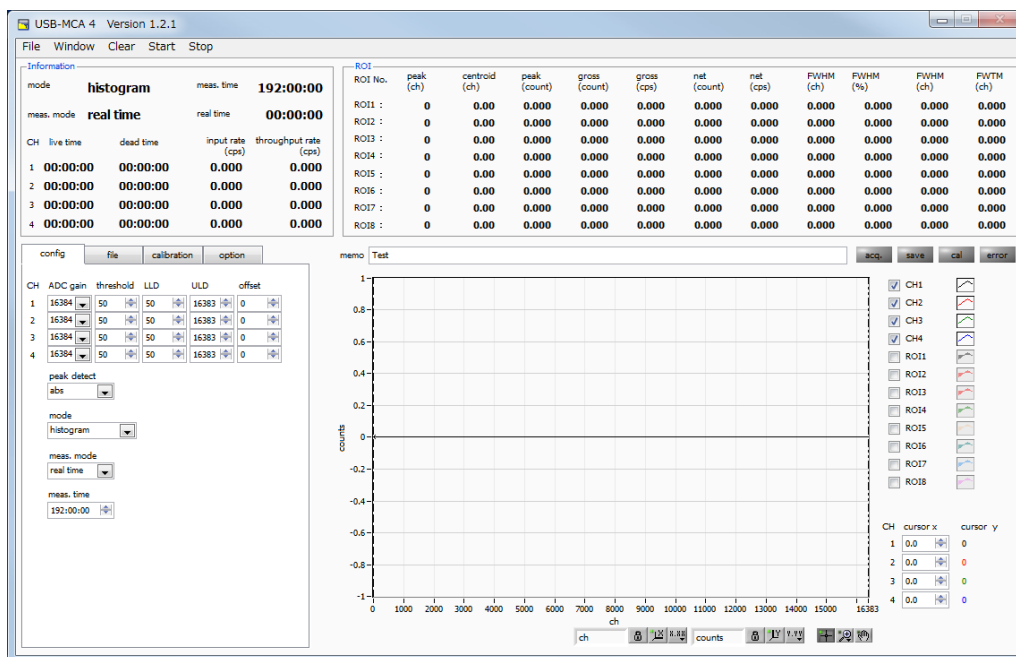 USB-MCA 4 Version 1.2.1
File Window Clear Start Stop
Information
mode histogram meas. time 192:00:00
meas. mode real time real time 00:00:00
CH live time dead time input rate (cps) throughput rate (cps)
1 00:00:00 00:00:00 0.000 0.000
2 00:00:00 00:00:00 0.000 0.000
3 00:00:00 00:00:00 0.000 0.000
4 00:00:00 00:00:00 0.000 0.000
ROI
ROI No. peak (ch) centroid (ch) peak (count) gross (count) gross (cps) net (count) net (cps) FWHM (ch) FWHM (%) FWHM (ch) FWTM (ch)
ROI1 : 0 0.00 0.000 0.000 0.000 0.000 0.000 0.000 0.000 0.000 0.000
ROI2 : 0 0.00 0.000 0.000 0.000 0.000 0.000 0.000 0.000 0.000 0.000
ROI3 : 0 0.00 0.000 0.000 0.000 0.000 0.000 0.000 0.000 0.000 0.000
ROI4 : 0 0.00 0.000 0.000 0.000 0.000 0.000 0.000 0.000 0.000 0.000
ROI5 : 0 0.00 0.000 0.000 0.000 0.000 0.000 0.000 0.000 0.000 0.000
ROI6 : 0 0.00 0.000 0.000 0.000 0.000 0.000 0.000 0.000 0.000 0.000
ROI7 : 0 0.00 0.000 0.000 0.000 0.000 0.000 0.000 0.000 0.000 0.000
ROI8 : 0 0.00 0.000 0.000 0.000 0.000 0.000 0.000 0.000 0.000 0.000
config file calibration option
CH ADC gain threshold LLD ULD offset
1 16384 50 50 16383 0
2 16384 50 50 16383 0
3 16384 50 50 16383 0
4 16384 50 50 16383 0
peak detect
abs
mode
histogram
meas. mode
real time
meas. time
192:00:00
memo Test
acq. save cal error
1
0.8
0.6
0.4
0.2
0
-0.2
-0.4
-0.6
-0.8
-1
counts
0 1000 2000 3000 4000 5000 6000 7000 8000 9000 10000 11000 12000 13000 14000 15000 16383
ch
ch X X.XX counts Y Y.YY
CH1
CH2
CH3
CH4
ROI1
ROI2
ROI3
ROI4
ROI5
ROI6
ROI7
ROI8
CH cursor x cursor y
1 0.0 0
2 0.0 0
3 0.0 0
4 0.0 0